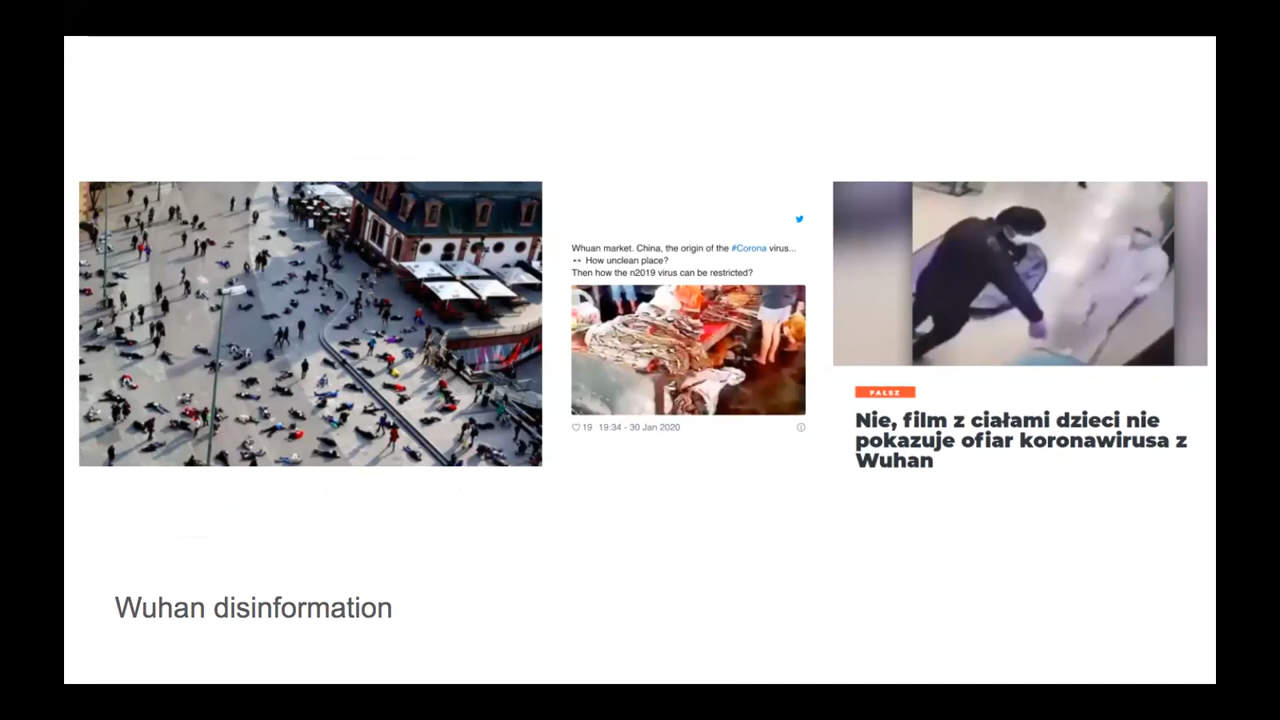 Whuan market. China, the origin of the #Corona virus...
👀 How unclean place?
Then how the n2019 virus can be restricted?
19 19:34 - 30 Jan 2020
FAŁSZ
Nie, film z ciałami dzieci nie
pokazuje ofiar koronawirusa z
Wuhan
Wuhan disinformation